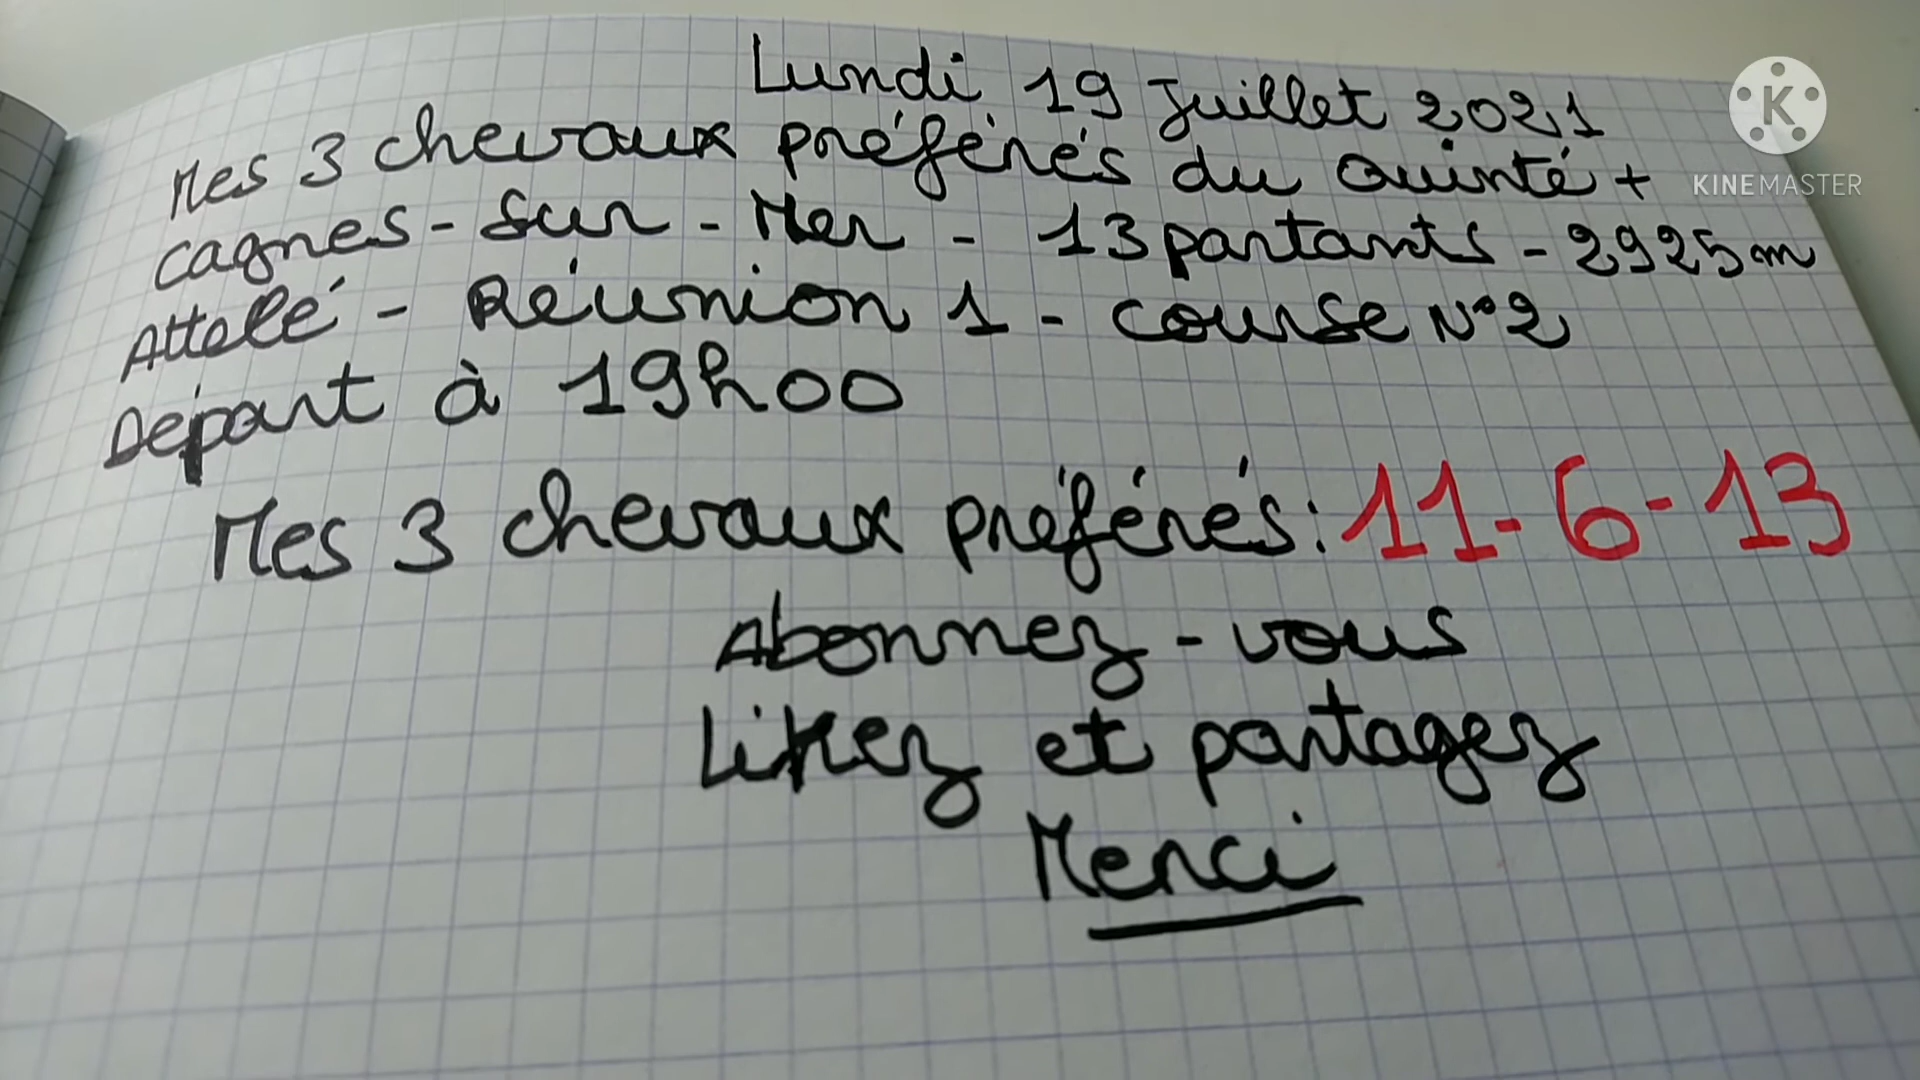 Lundi 19 Juillet 2021
Mes 3 chevaux préférés du Quinté +
Cagnes-Sur-Mer - 13 partants - 2925m
Attelé - Réunion 1 - Course N°2
Départ à 19h00
Mes 3 chevaux préférés: 11-6-13
Abonnez-vous
Likez et partagez
Merci
K
KINEMASTER